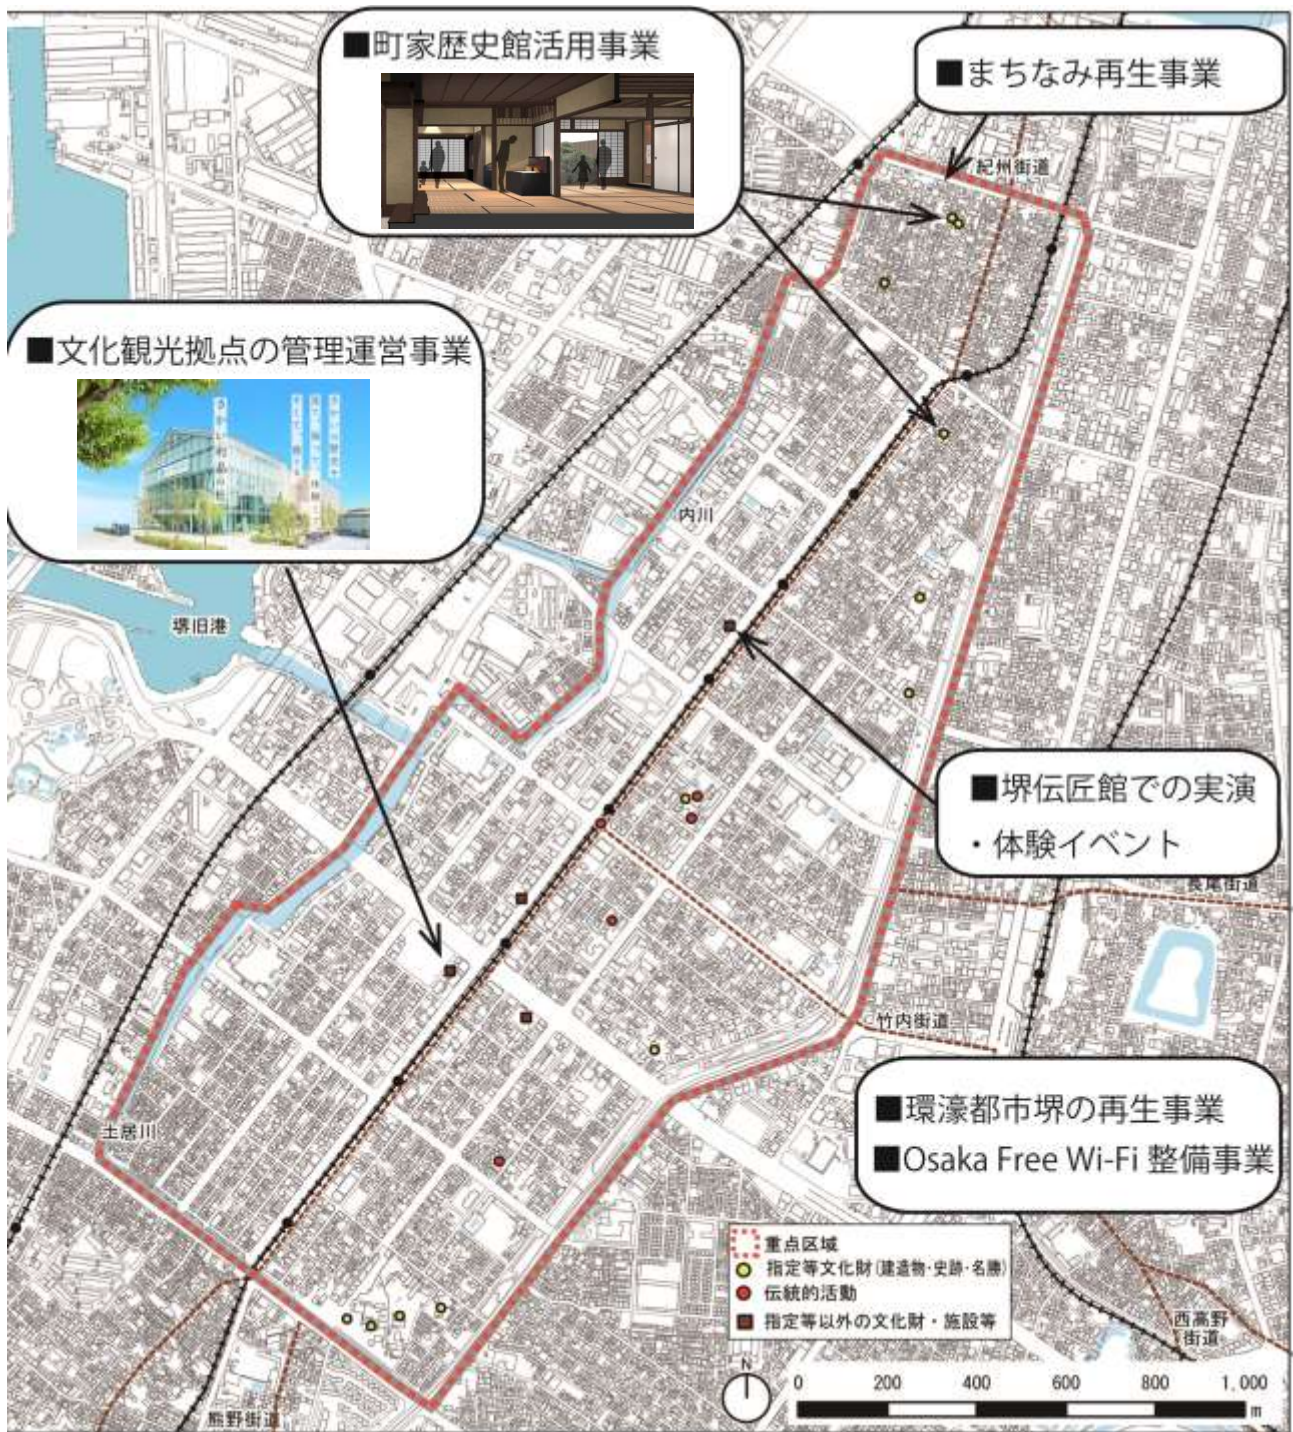 ■町家歴史館活用事業
■まちなみ再生事業
紀州街道
■文化観光拠点の管理運営事業
内川
堺旧港
■堺伝匠館での実演
・体験イベント
長尾街道
竹内街道
■環濠都市堺の再生事業
■Osaka Free Wi-Fi 整備事業
土居川
重点区域
指定等文化財(建造物・史跡・名勝)
伝統的活動
指定等以外の文化財・施設等
西高野
街道
熊野街道
N
0 200 400 600 800 1,000
m